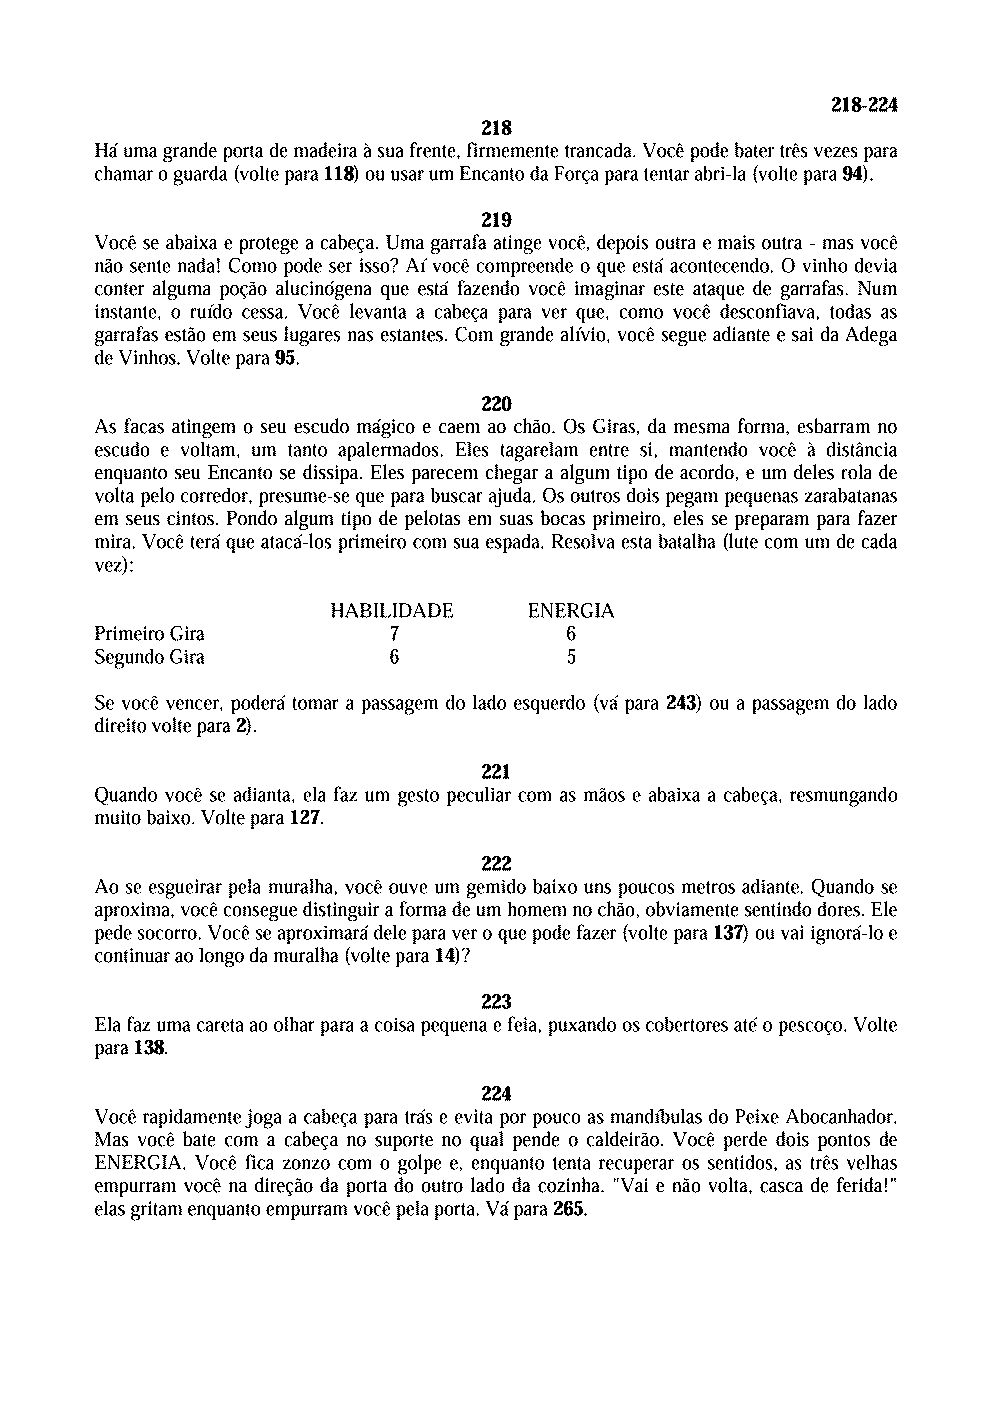 218-224
218
Há uma grande porta de madeira à sua frente, firmemente trancada. Você pode bater três vezes para
chamar o guarda (volte para 118) ou usar um Encanto da Força para tentar abri-la (volte para 94).
219
Você se abaixa e protege a cabeça. Uma garrafa atinge você, depois outra e mais outra - mas você
não sente nada! Como pode ser isso? Aí você compreende o que está acontecendo. O vinho devia
conter alguma poção alucinógena que está fazendo você imaginar este ataque de garrafas. Num
instante, o ruído cessa. Você levanta a cabeça para ver que, como você desconfiava, todas as
garrafas estão em seus lugares nas estantes. Com grande alívio, você segue adiante e sai da Adega
de Vinhos. Volte para 95.
220
As facas atingem o seu escudo mágico e caem ao chão. Os Giras, da mesma forma, esbarram no
escudo e voltam, um tanto apalermados. Eles tagarelam entre si, mantendo você à distância
enquanto seu Encanto se dissipa. Eles parecem chegar a algum tipo de acordo, e um deles rola de
volta pelo corredor, presume-se que para buscar ajuda. Os outros dois pegam pequenas zarabatanas
em seus cintos. Pondo algum tipo de pelotas em suas bocas primeiro, eles se preparam para fazer
mira. Você terá que atacá-los primeiro com sua espada. Resolva esta batalha (lute com um de cada
vez):
HABILIDADE ENERGIA
Primeiro Gira 7 6
Segundo Gira 6 5
Se você vencer, poderá tomar a passagem do lado esquerdo (vá para 243) ou a passagem do lado
direito volte para 2).
221
Quando você se adianta, ela faz um gesto peculiar com as mãos e abaixa a cabeça, resmungando
muito baixo. Volte para 127.
222
Ao se esgueirar pela muralha, você ouve um gemido baixo uns poucos metros adiante. Quando se
aproxima, você consegue distinguir a forma de um homem no chão, obviamente sentindo dores. Ele
pede socorro. Você se aproximará dele para ver o que pode fazer (volte para 137) ou vai ignorá-lo e
continuar ao longo da muralha (volte para 14)?
223
Ela faz uma careta ao olhar para a coisa pequena e feia, puxando os cobertores até o pescoço. Volte
para 138.
224
Você rapidamente joga a cabeça para trás e evita por pouco as mandíbulas do Peixe Abocanhador.
Mas você bate com a cabeça no suporte no qual pende o caldeirão. Você perde dois pontos de
ENERGIA. Você fica zonzo com o golpe e, enquanto tenta recuperar os sentidos, as três velhas
empurram você na direção da porta do outro lado da cozinha. "Vai e não volta, casca de ferida!"
elas gritam enquanto empurram você pela porta. Vá para 265.